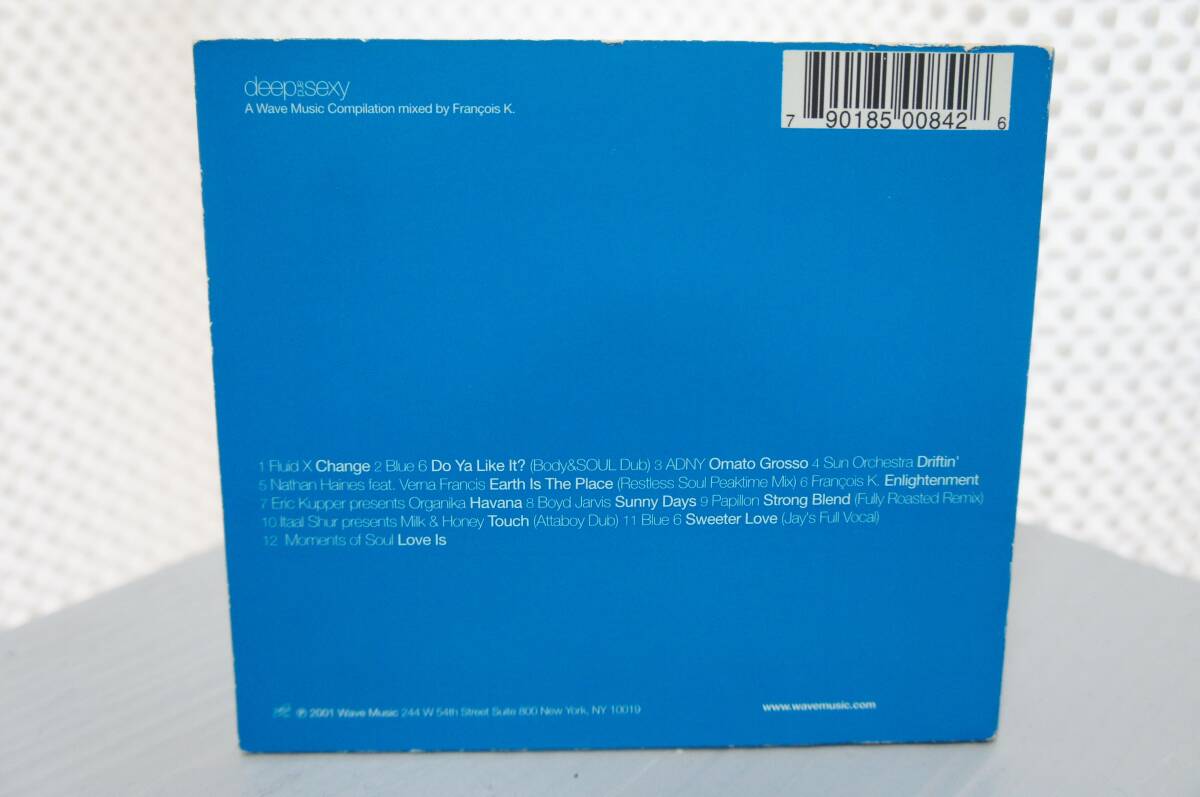 deep and sexy
A Wave Music Compilation mixed by François K.
7 90185 00842 6
1 Fluid X Change 2 Blue 6 Do Ya Like It? (Body&SOUL Dub) 3 ADNY Omato Grosso 4 Sun Orchestra Driftin'
5 Nathan Haines feat. Verna Francis Earth Is The Place (Restless Soul Peaktime Mix) 6 François K. Enlightenment
7 Eric Kupper presents Organika Havana 8 Boyd Jarvis Sunny Days 9 Papillon Strong Blend (Fully Roasted Remix)
10 Itaal Shur presents Milk & Honey Touch (Attaboy Dub) 11 Blue 6 Sweeter Love (Jay's Full Vocal)
12 Moments of Soul Love Is
℗ 2001 Wave Music 244 W 54th Street Suite 800 New York, NY 10019
www.wavemusic.com